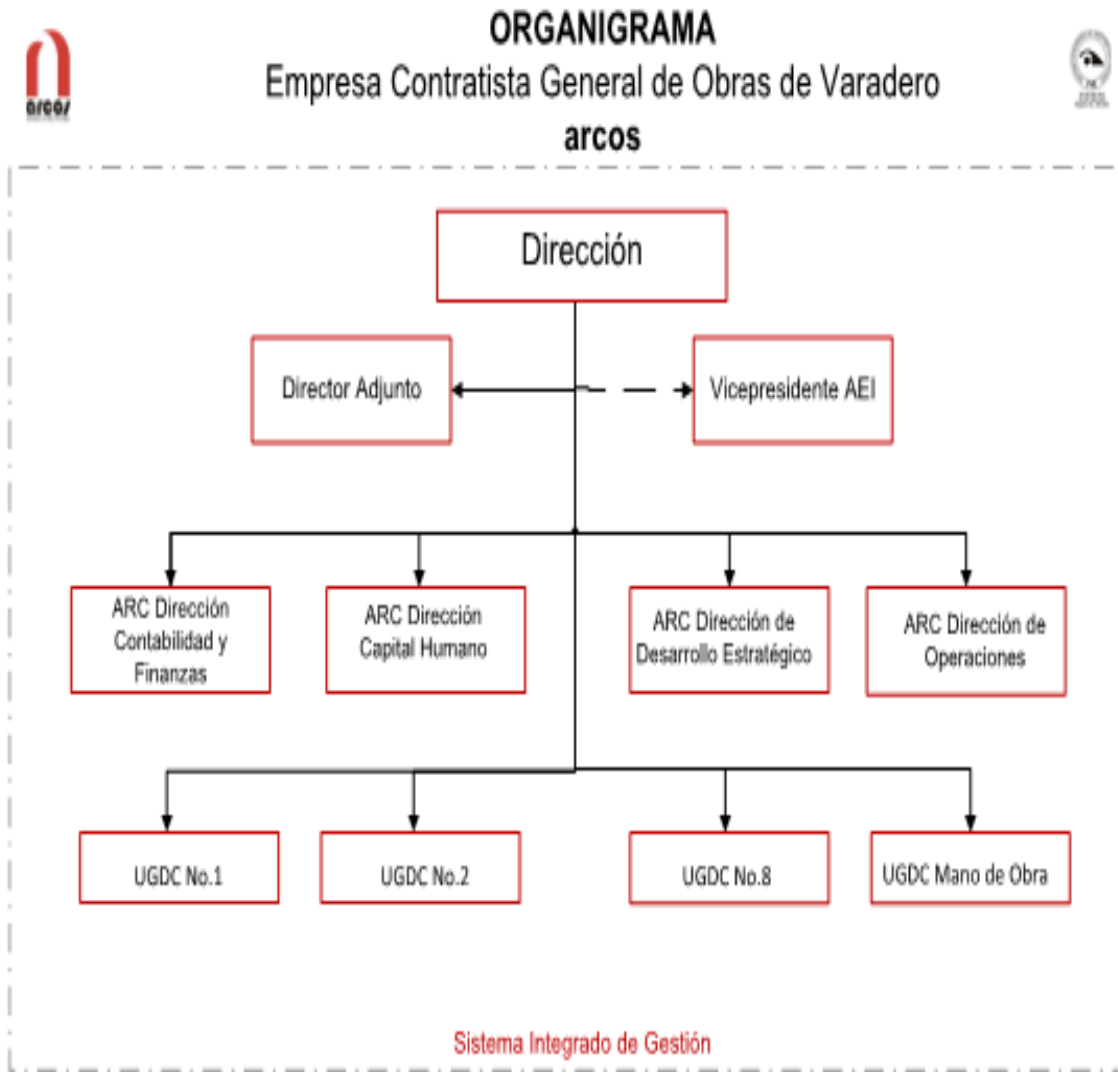 ORGANIGRAMA
Empresa Contratista General de Obras de Varadero
arcos
arcos
Dirección
Director Adjunto
Vicepresidente AEI
ARC Dirección
Contabilidad y
Finanzas
ARC Dirección
Capital Humano
ARC Dirección de
Desarrollo Estratégico
ARC Dirección de
Operaciones
UGDC No.1
UGDC No.2
UGDC No.8
UGDC Mano de Obra
Sistema Integrado de Gestión